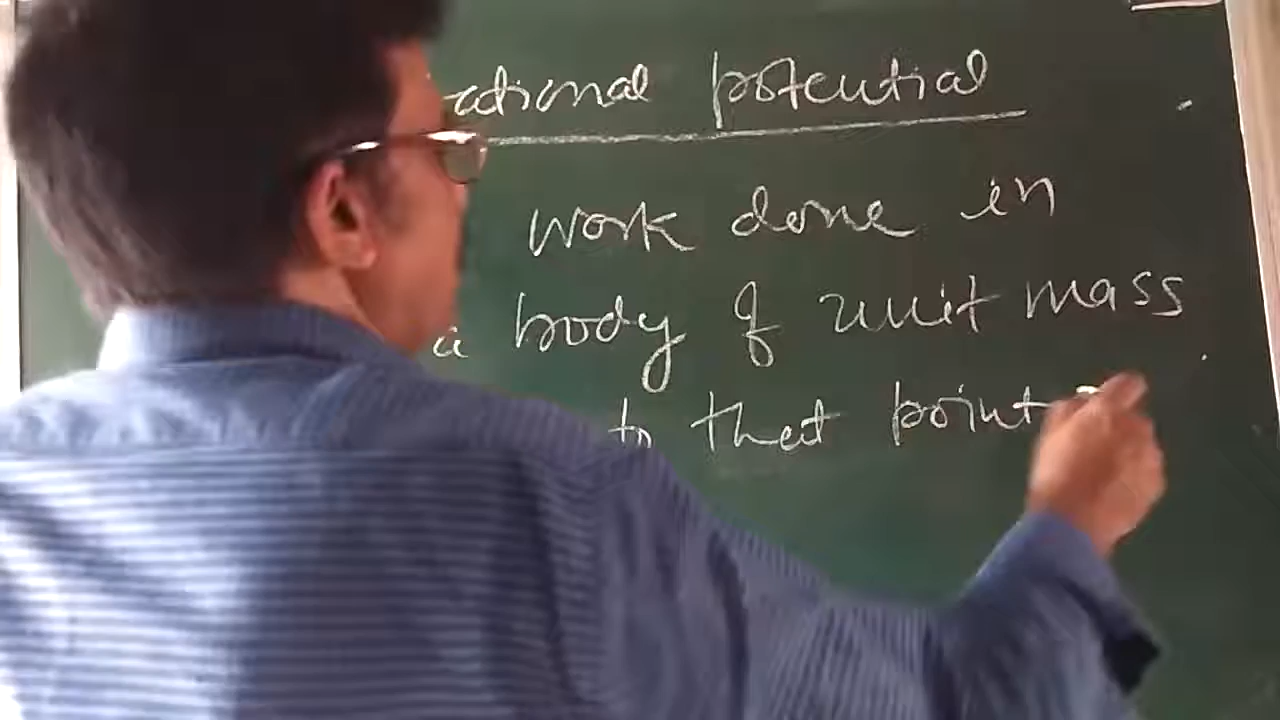 ational potential
work done in
a body of unit mass
to that point